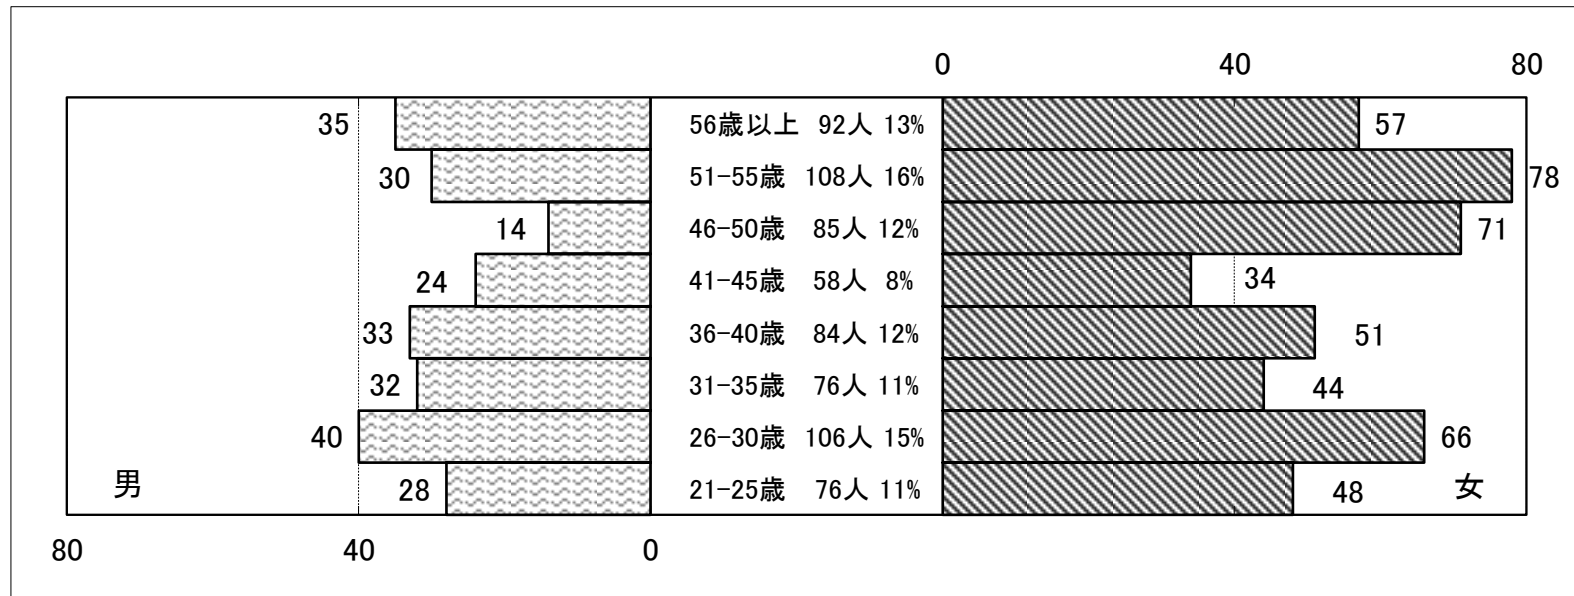 0 40 80
35 56歳以上 92人 13% 57
30 51-55歳 108人 16% 78
14 46-50歳 85人 12% 71
24 41-45歳 58人 8% 34
33 36-40歳 84人 12% 51
32 31-35歳 76人 11% 44
40 26-30歳 106人 15% 66
男 28 21-25歳 76人 11% 48 女
80 40 0